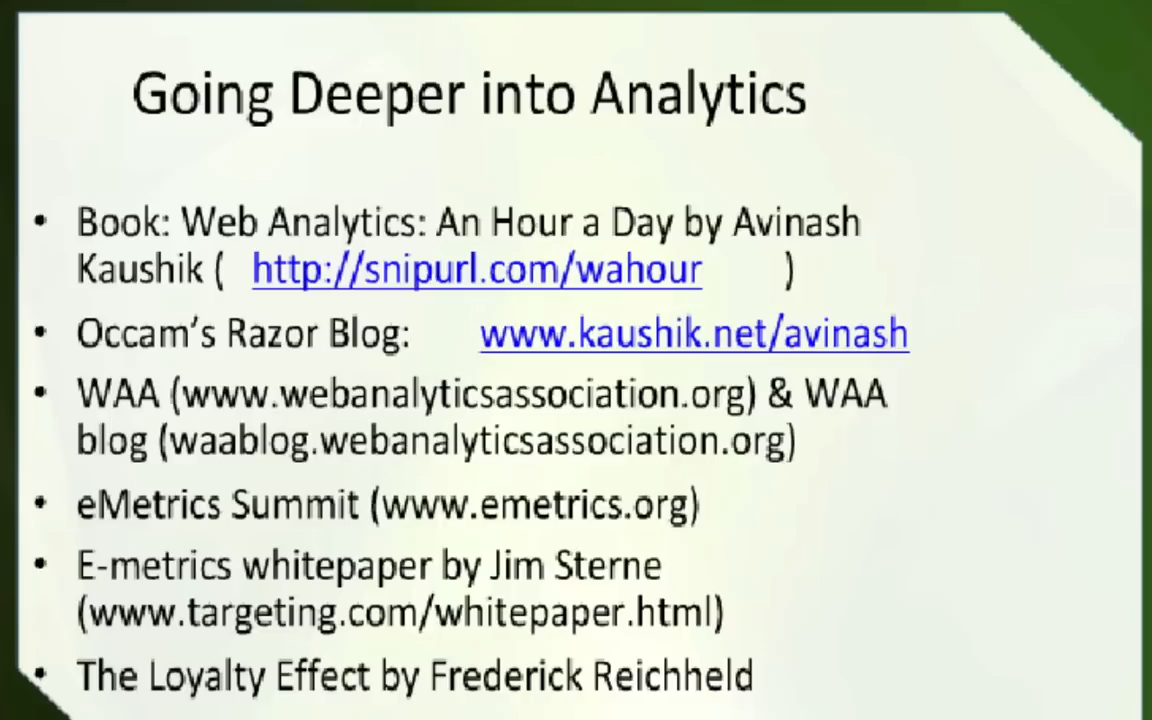 Going Deeper into Analytics
• Book: Web Analytics: An Hour a Day by Avinash
Kaushik ( http://snipurl.com/wahour )
• Occam’s Razor Blog: www.kaushik.net/avinash
• WAA (www.webanalyticsassociation.org) & WAA
blog (waablog.webanalyticsassociation.org)
• eMetrics Summit (www.emetrics.org)
• E-metrics whitepaper by Jim Sterne
(www.targeting.com/whitepaper.html)
• The Loyalty Effect by Frederick Reichheld